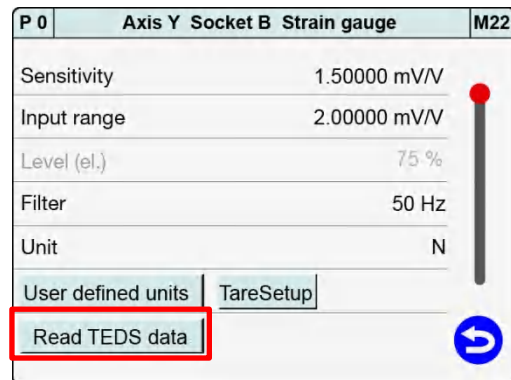 P 0 Axis Y Socket B Strain gauge M22
Sensitivity 1.50000 mV/V
Input range 2.00000 mV/V
Level (el.) 75 %
Filter 50 Hz
Unit N
User defined units TareSetup
Read TEDS data